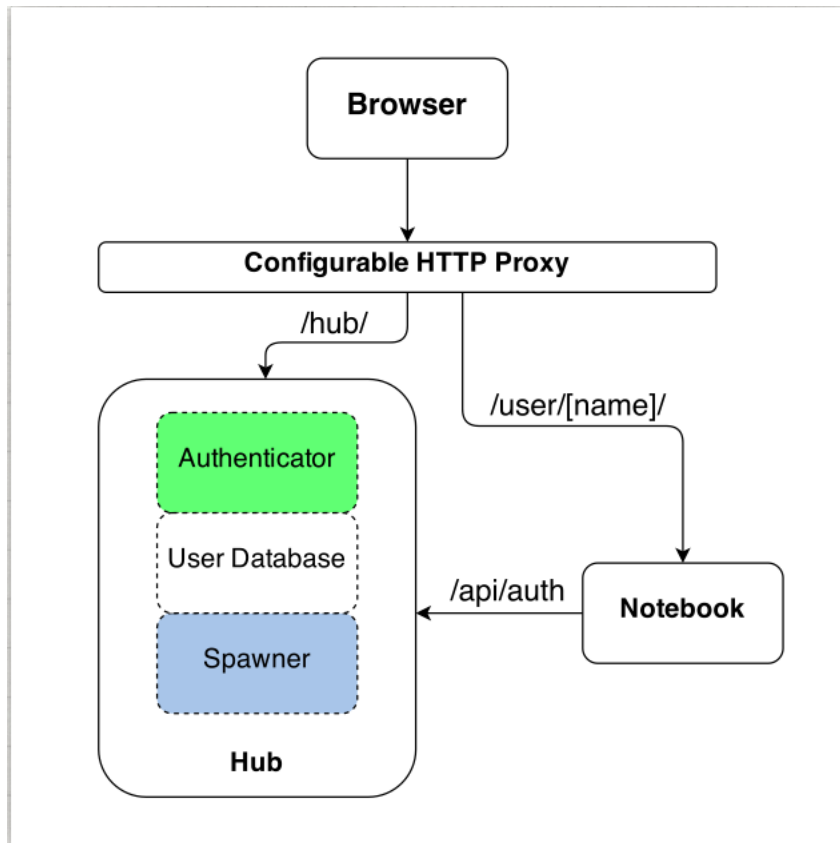 Browser
Configurable HTTP Proxy
/hub/
/user/[name]/
Authenticator
User Database
/api/auth
Notebook
Spawner
Hub